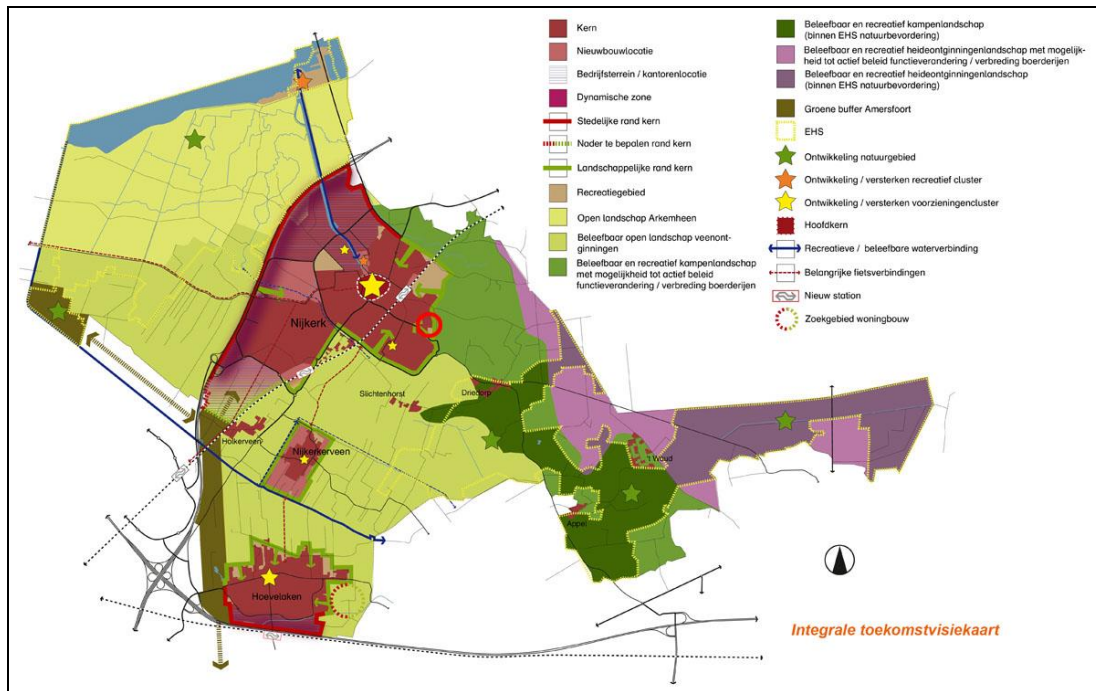 Kern
Nieuwbouwlocatie
Bedrijfsterrein / kantorenlocatie
Dynamische zone
Stedelijke rand kern
Nader te bepalen rand kern
Landschappelijke rand kern
Recreatiegebied
Open landschap Arkemheen
Beleefbaar open landschap veenont-
ginningen
Beleefbaar en recreatief kampenlandschap
met mogelijkheid tot actief beleid
functieverandering / verbreding boerderijen
Beleefbaar en recreatief kampenlandschap
(binnen EHS natuurbevordering)
Beleefbaar en recreatief heideontginningenlandschap met mogelijk-
heid tot actief beleid functieverandering / verbreding boerderijen
Beleefbaar en recreatief heideontginningenlandschap
(binnen EHS natuurbevordering)
Groene buffer Amersfoort
EHS
Ontwikkeling natuurgebied
Ontwikkeling / versterken recreatief cluster
Ontwikkeling / versterken voorzieningencluster
Hoofdkern
Recreatieve / beleefbare waterverbinding
Belangrijke fietsverbindingen
Nieuw station
Zoekgebied woningbouw
Nijkerk
Slichtenhorst
Driedorp
Holkerveen
Nijkerkerveen
't Woud
Appel
Hoevelaken
Integrale toekomstvisiekaart